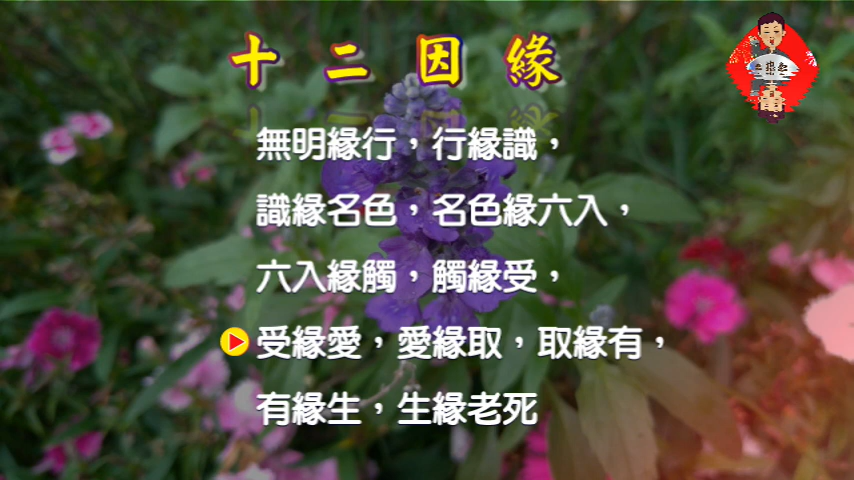 十二因緣
無明緣行，行緣識，
識緣名色，名色緣六入，
六入緣觸，觸緣受，
受緣愛，愛緣取，取緣有，
有緣生，生緣老死